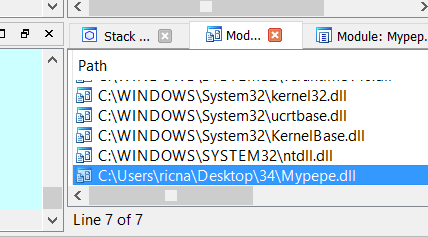 Stack ...
Mod...
Module: Mypep.
Path
C:\WINDOWS\System32\kernel32.dll
C:\WINDOWS\System32\ucrtbase.dll
C:\WINDOWS\System32\KernelBase.dll
C:\WINDOWS\SYSTEM32\ntdll.dll
C:\Users\ricna\Desktop\34\Mypepe.dll
Line 7 of 7